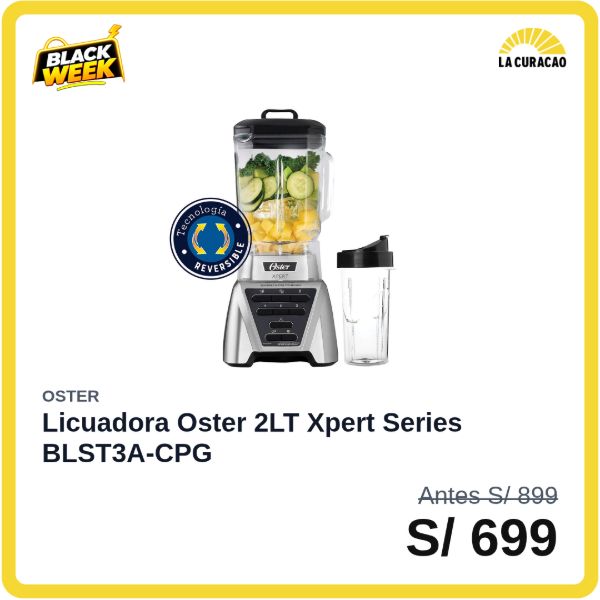 BLACK
WEEK
LA CURACAO
Tecnología
REVERSIBLE
Oster
XPERT
OSTER
Licuadora Oster 2LT Xpert Series
BLST3A-CPG
Antes S/ 899
S/ 699